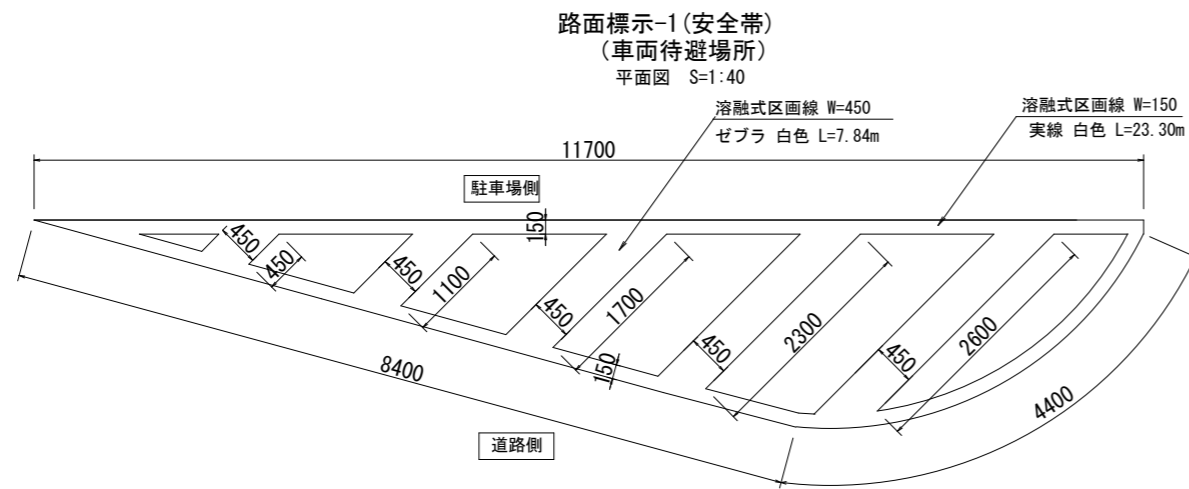 路面標示-1(安全帯)
(車両待避場所)
平面図 S=1:40
溶融式区画線 W=450
ゼブラ 白色 L=7.84m
溶融式区画線 W=150
実線 白色 L=23.30m
11700
駐車場側
150
450
450
450
1100
450
1700
150
450
2300
450
2600
8400
4400
道路側